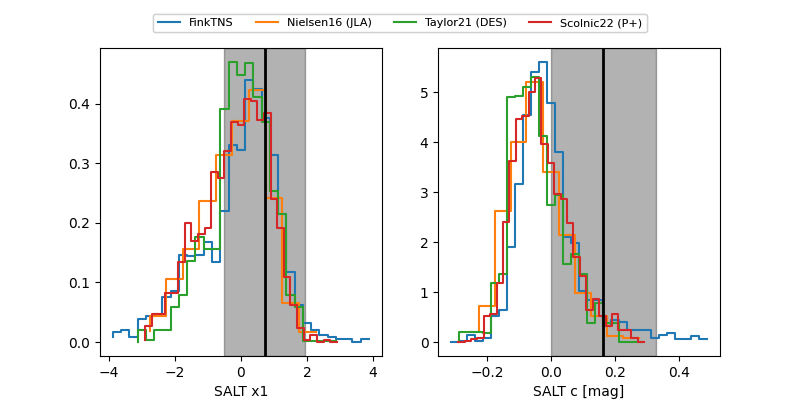 FinkTNS Nielsen16 (JLA) Taylor21 (DES) Scolnic22 (P+)
0.4
0.3
0.2
0.1
0.0
−4 −2 0 2 4
SALT x1
5
4
3
2
1
0
−0.2 0.0 0.2 0.4
SALT c [mag]